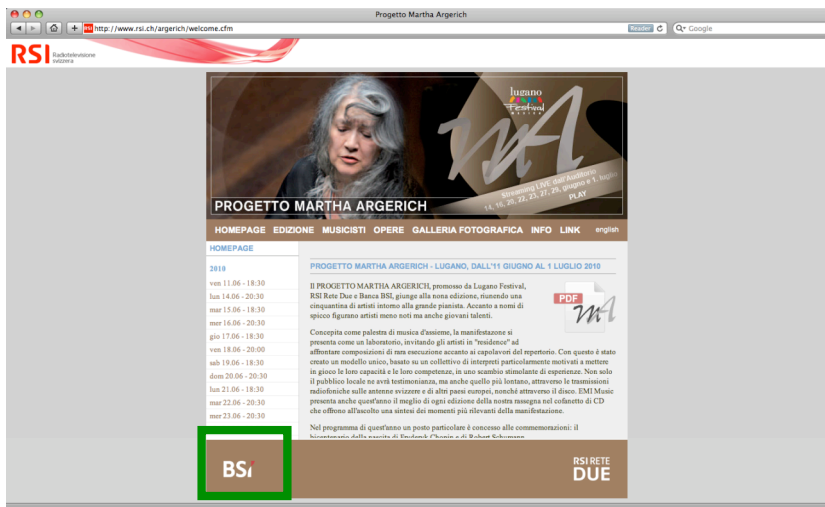 Progetto Martha Argerich
http://www.rsi.ch/argerich/welcome.cfm
Reader
Google
RSI Radiotelevisione
svizzera
lugano
Festival
MUSICA
mA
Streaming LIVE dall'Auditorio
14, 16, 20, 22, 23, 27, 29, giugno e 1. luglio
PLAY
PROGETTO MARTHA ARGERICH
HOMEPAGE EDIZIONE MUSICISTI OPERE GALLERIA FOTOGRAFICA INFO LINK english
HOMEPAGE
2010
ven 11.06 - 18:30
lun 14.06 - 20:30
mar 15.06 - 18:30
mer 16.06 - 20:30
gio 17.06 - 18:30
ven 18.06 - 20:00
sab 19.06 - 18:30
dom 20.06 - 20:30
lun 21.06 - 18:30
mar 22.06 - 20:30
mer 23.06 - 20:30
PROGETTO MARTHA ARGERICH - LUGANO, DALL'11 GIUGNO AL 1 LUGLIO 2010
Il PROGETTO MARTHA ARGERICH, promosso da Lugano Festival,
RSI Rete Due e Banca BSI, giunge alla nona edizione, riunendo una
cinquantina di artisti intorno alla grande pianista. Accanto a nomi di
spicco figurano artisti meno noti ma anche giovani talenti.
PDF
mA
Concepita come palestra di musica d'assieme, la manifestazone si
presenta come un laboratorio, invitando gli artisti in "residence" ad
affrontare composizioni di rara esecuzione accanto ai capolavori del repertorio. Con questo è stato
creato un modello unico, basato su un collettivo di interpreti particolarmente motivati a mettere
in gioco le loro capacità e le loro competenze, in uno scambio stimolante di esperienze. Non solo
il pubblico locale ne avrà testimonianza, ma anche quello più lontano, attraverso le trasmissioni
radiofoniche sulle antenne svizzere e di altri paesi europei, nonché attraverso il disco. EMI Music
presenta anche quest'anno il meglio di ogni edizione della nostra rassegna nel cofanetto di CD
che offrono all'ascolto una sintesi dei momenti più rilevanti della manifestazione.
Nel programma di quest'anno un posto particolare è concesso alle commemorazioni: il
bicentenario della nascita di Fryderyk Chopin e di Robert Schumann
BSI
RSI RETE
DUE